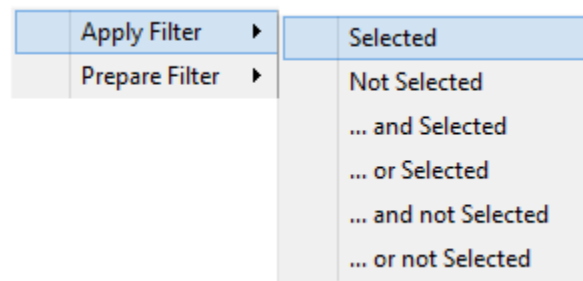 Apply Filter
Prepare Filter
Selected
Not Selected
... and Selected
... or Selected
... and not Selected
... or not Selected